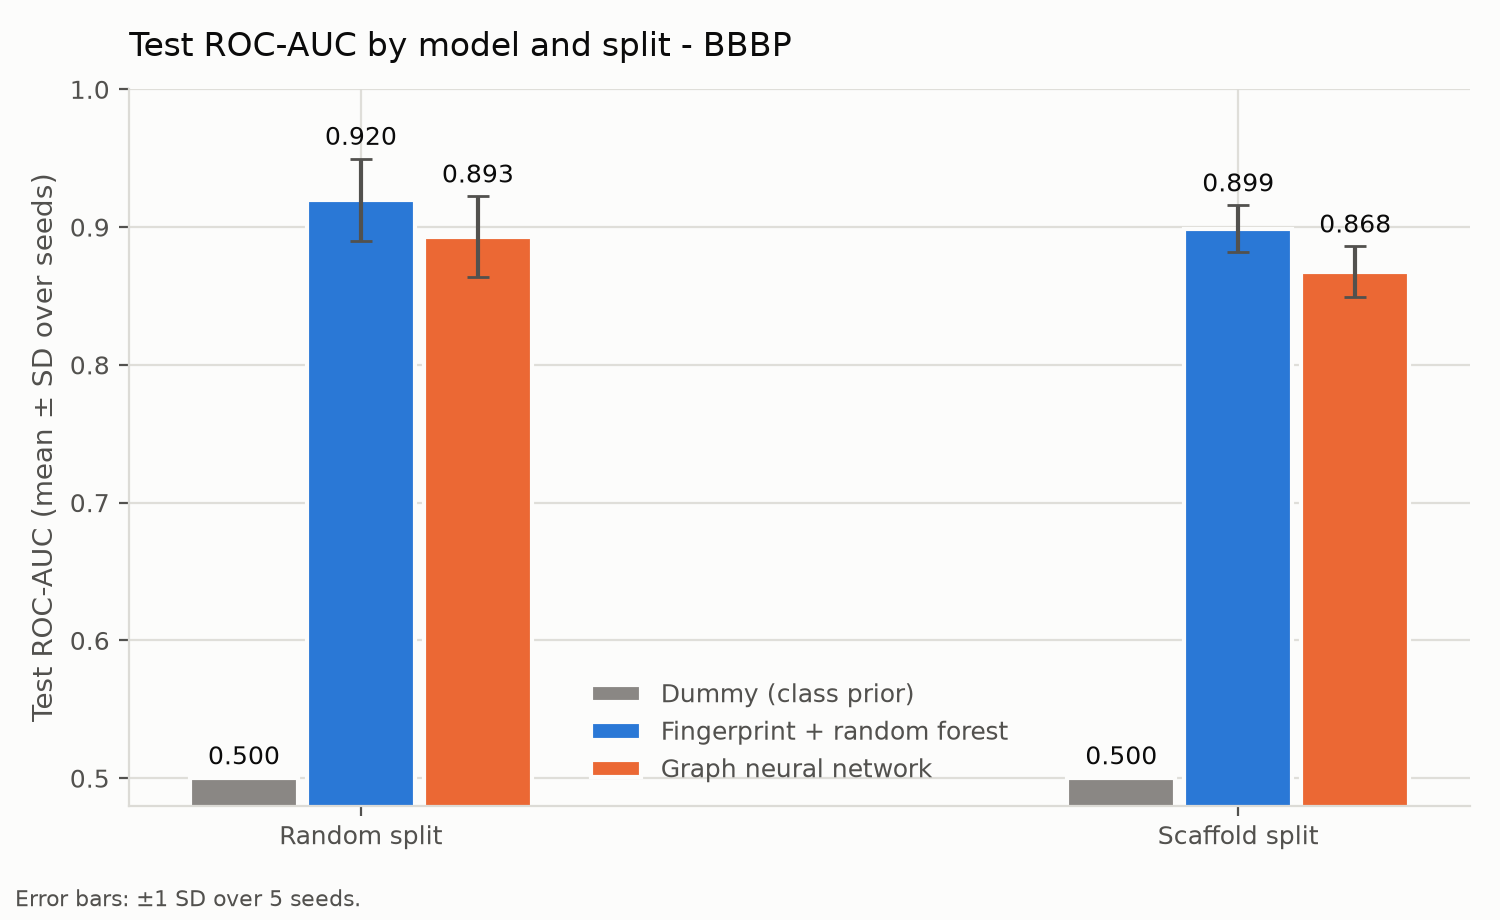 Test ROC-AUC by model and split - BBBP
Test ROC-AUC (mean ± SD over seeds)
1.0
0.9
0.8
0.7
0.6
0.5
0.500
0.920
0.893
0.500
0.899
0.868
Dummy (class prior)
Fingerprint + random forest
Graph neural network
Random split
Scaffold split
Error bars: ±1 SD over 5 seeds.